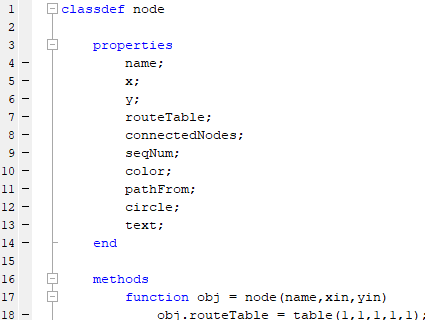 1 classdef node
2
3 properties
4 name;
5 x;
6 y;
7 routeTable;
8 connectedNodes;
9 seqNum;
10 color;
11 pathFrom;
12 circle;
13 text;
14 end
15
16 methods
17 function obj = node(name,xin,yin)
18 obj.routeTable = table(1,1,1,1,1);